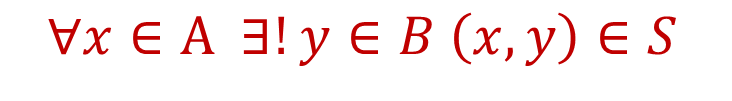 ∀x ∈ A ∃! y ∈ B (x, y) ∈ S